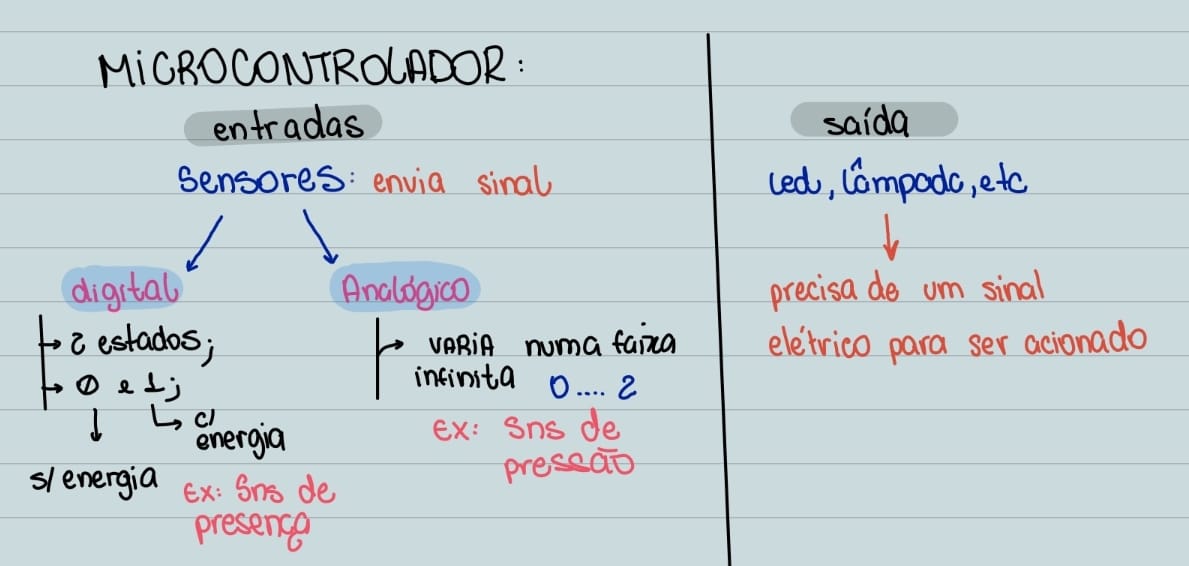 MiCROCONTROLADOR:
entradas
Sensores: envia sinal
digital
2 estados;
0 e 1;
c/
energia
s/ energia
Ex: Sns de
presença
Analógico
VARiA numa faixa
infinita 0.... 2
Ex: Sns de
pressão
saída
led, lâmpada, etc
precisa de um sinal
elétrico para ser acionado